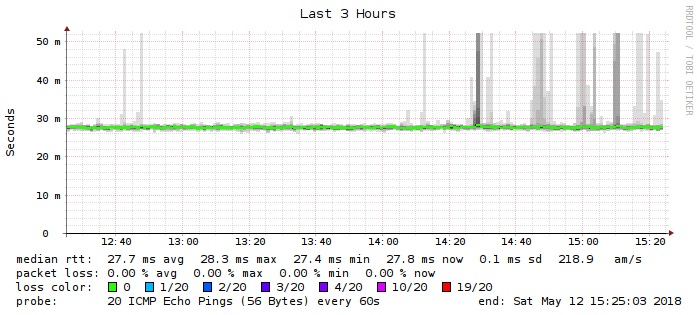 Last 3 Hours
RRDTOOL / TOBI OETIKER
Seconds
50 m
40 m
30 m
20 m
10 m
0
12:40 13:00 13:20 13:40 14:00 14:20 14:40 15:00 15:20
median rtt: 27.7 ms avg 28.3 ms max 27.4 ms min 27.8 ms now 0.1 ms sd 218.9 am/s
packet loss: 0.00 % avg 0.00 % max 0.00 % min 0.00 % now
loss color: 0 1/20 2/20 3/20 4/20 10/20 19/20
probe: 20 ICMP Echo Pings (56 Bytes) every 60s end: Sat May 12 15:25:03 2018